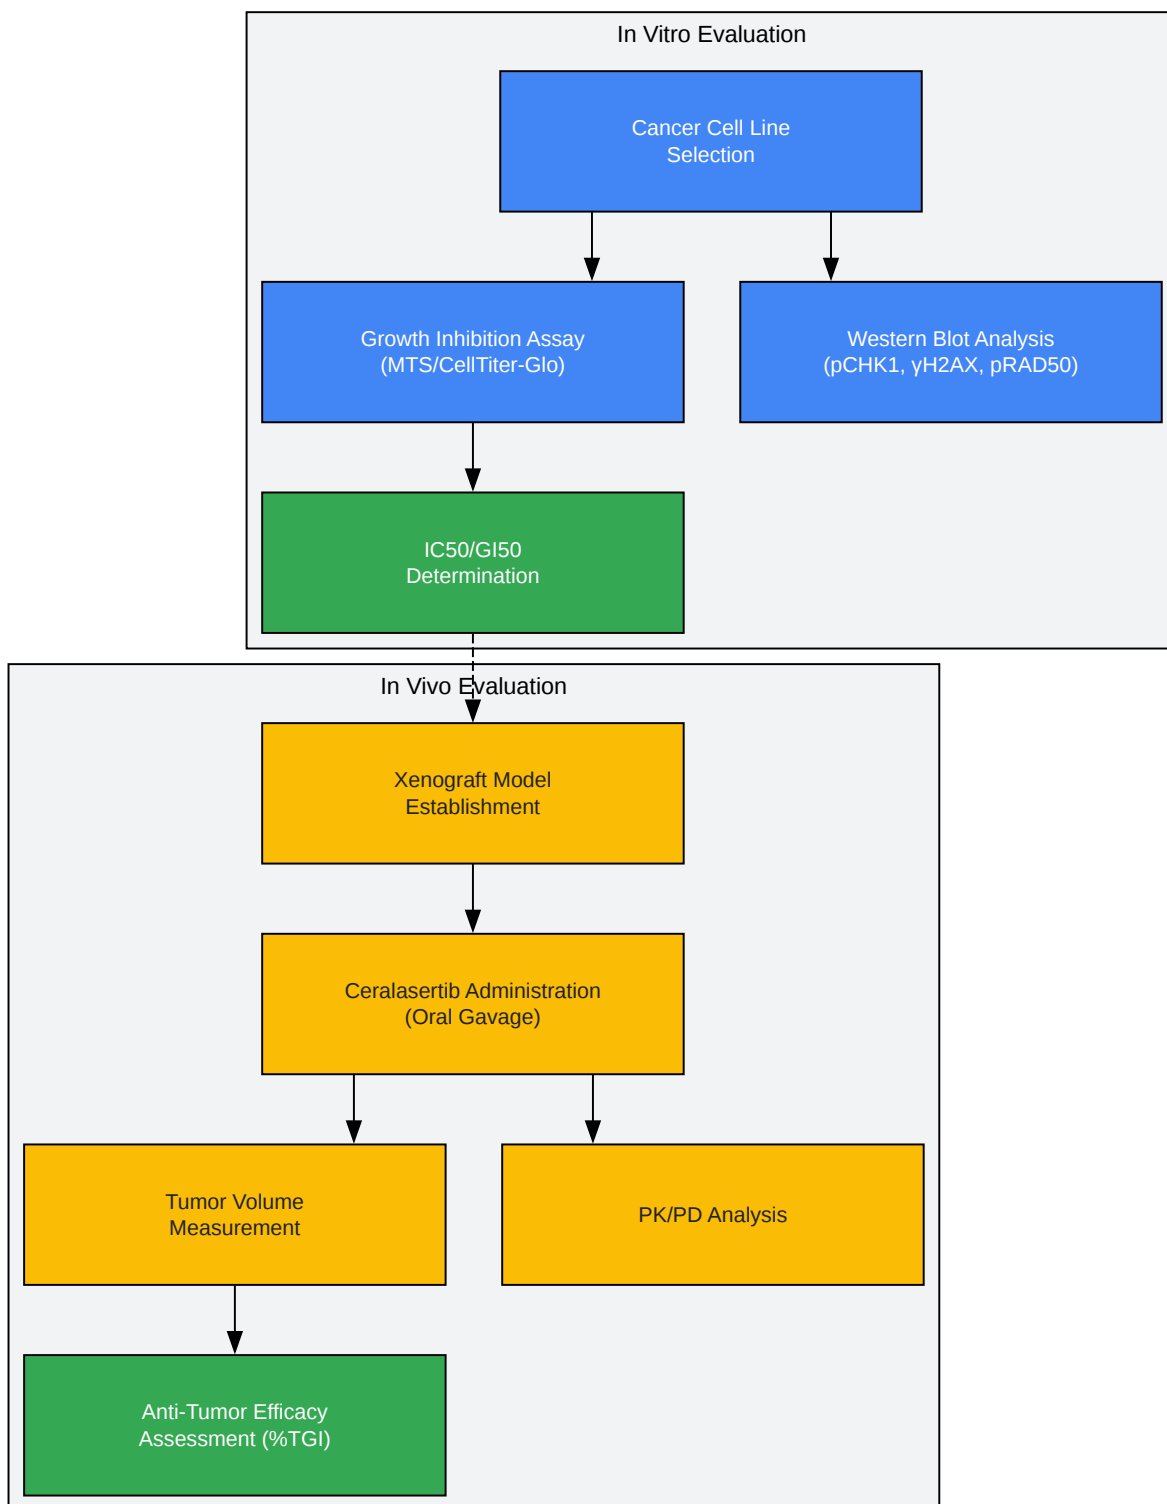 In Vitro Evaluation
Cancer Cell Line
Selection
Growth Inhibition Assay
(MTS/CellTiter-Glo)
Western Blot Analysis
(pCHK1, γH2AX, pRAD50)
IC50/GI50
Determination
In Vivo Evaluation
Xenograft Model
Establishment
Ceralasertib Administration
(Oral Gavage)
Tumor Volume
Measurement
PK/PD Analysis
Anti-Tumor Efficacy
Assessment (%TGI)